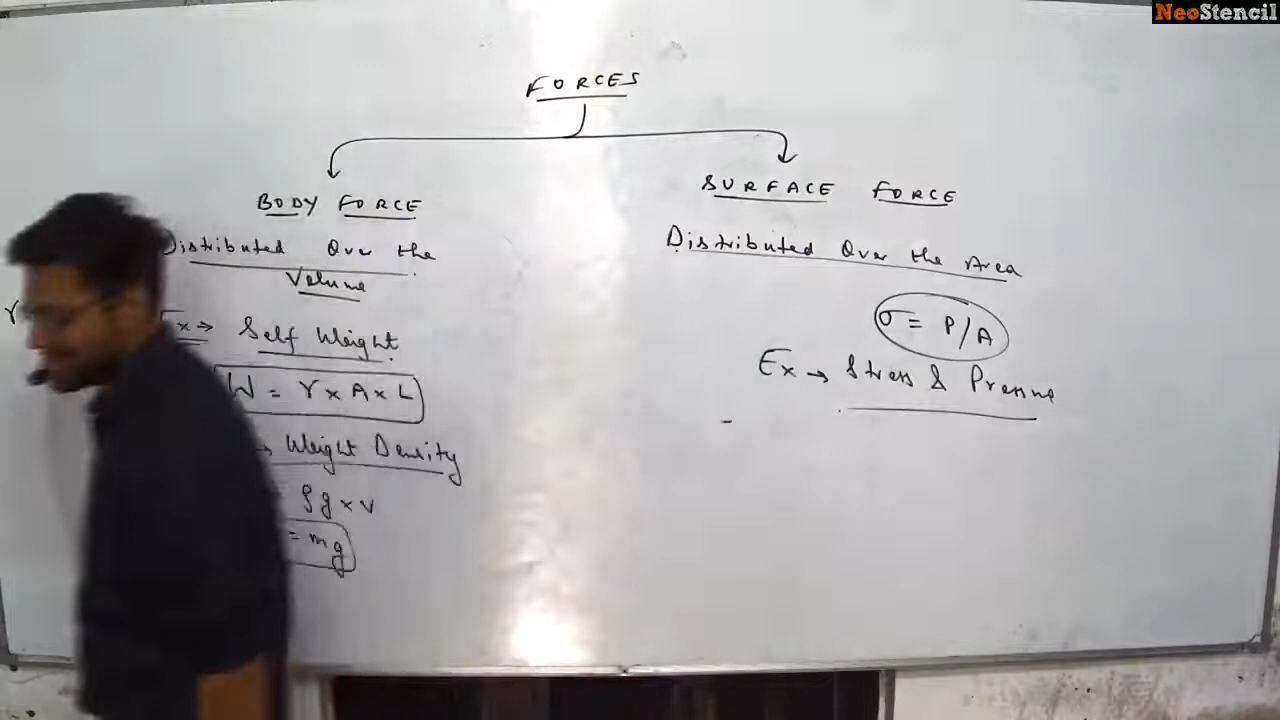 NeoStencil
FORCES
BODY FORCE
Distributed Over the
Volume
Ex → Self Weight
W = γ × A × L
→ Weight Density
ρg × V
= mg
SURFACE FORCE
Distributed Over the Area
σ = P/A
Ex → Stress & Pressure